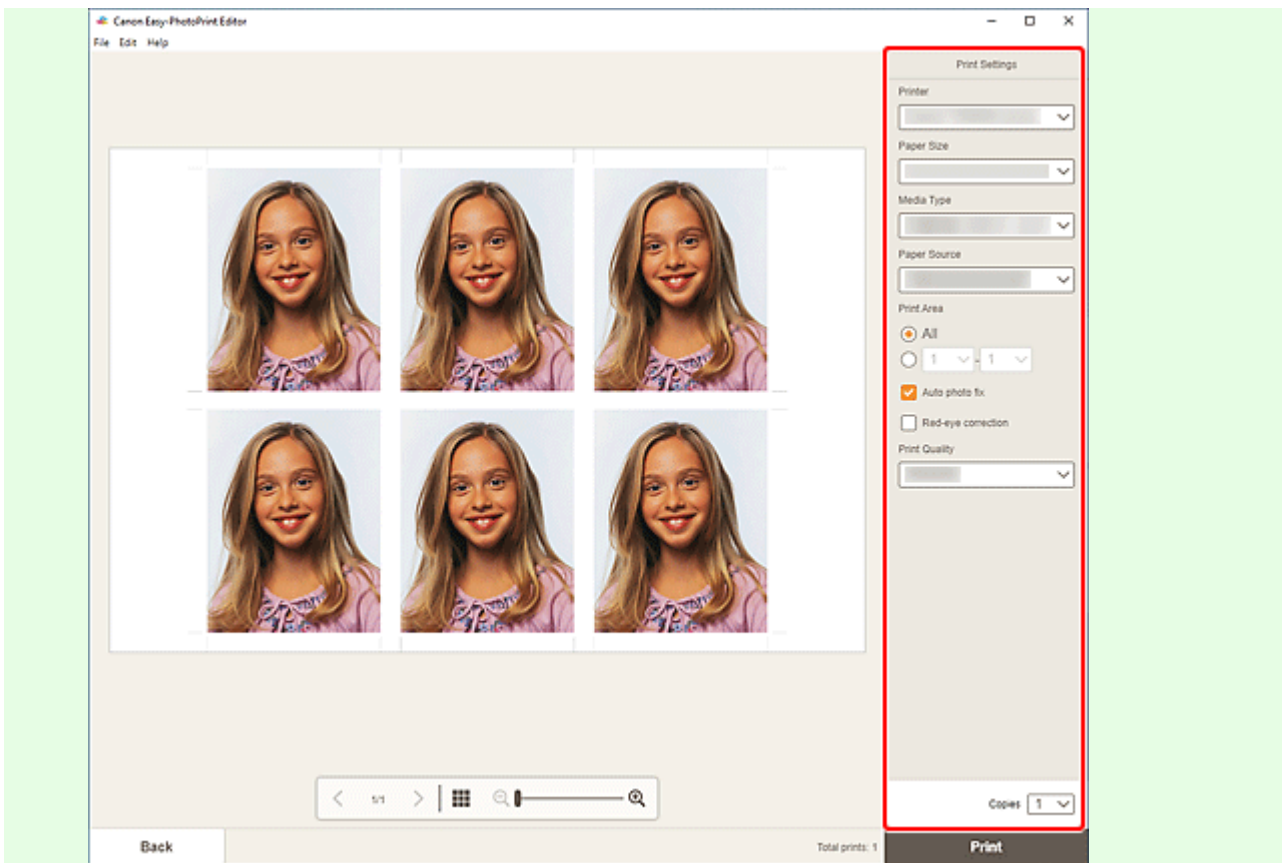 Canon Easy-PhotoPrint Editor
File Edit Help
Print Settings
Printer
Paper Size
Media Type
Paper Source
Print Area
All
1 - 1
Auto photo fix
Red-eye correction
Print Quality
1/1
Copies 1
Back
Total prints: 1
Print